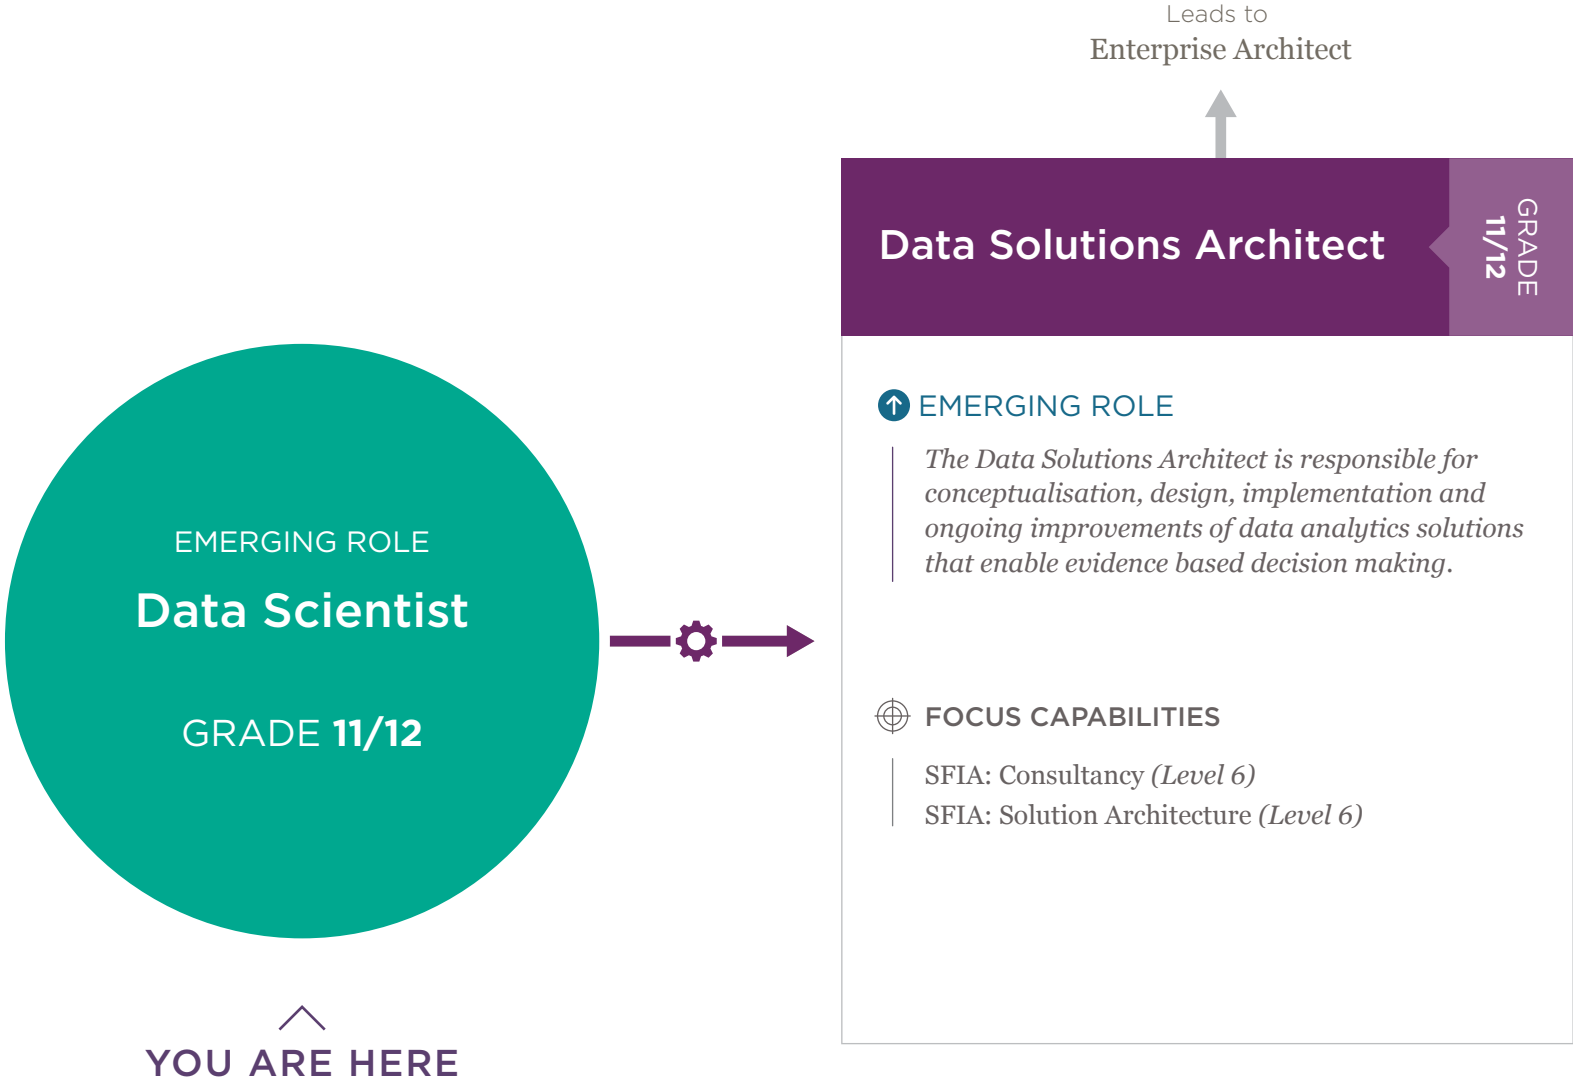 Leads to
Enterprise Architect
Data Solutions Architect
GRADE
11/12
EMERGING ROLE
The Data Solutions Architect is responsible for
conceptualisation, design, implementation and
ongoing improvements of data analytics solutions
that enable evidence based decision making.
FOCUS CAPABILITIES
SFIA: Consultancy (Level 6)
SFIA: Solution Architecture (Level 6)
EMERGING ROLE
Data Scientist
GRADE 11/12
YOU ARE HERE